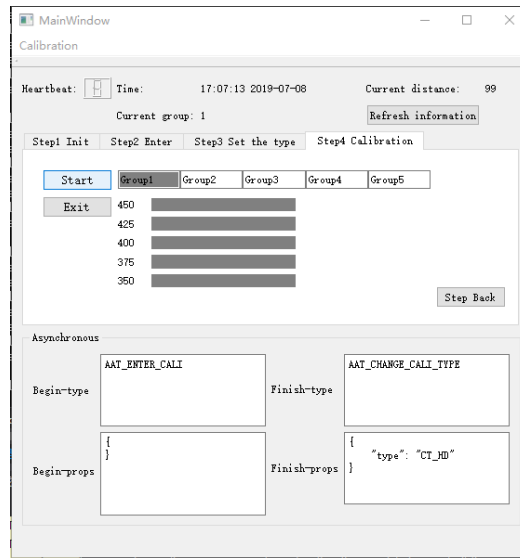 MainWindow
Calibration
Heartbeat: Time: 17:07:13 2019-07-08 Current distance: 99
Current group: 1 Refresh information
Step1 Init Step2 Enter Step3 Set the type Step4 Calibration
Start Group1 Group2 Group3 Group4 Group5
Exit 450
425
400
375
350
Step Back
Asynchronous
Begin-type AAT_ENTER_CALI Finish-type AAT_CHANGE_CALI_TYPE
Begin-props { } Finish-props {
"type": "CT_HD"
}